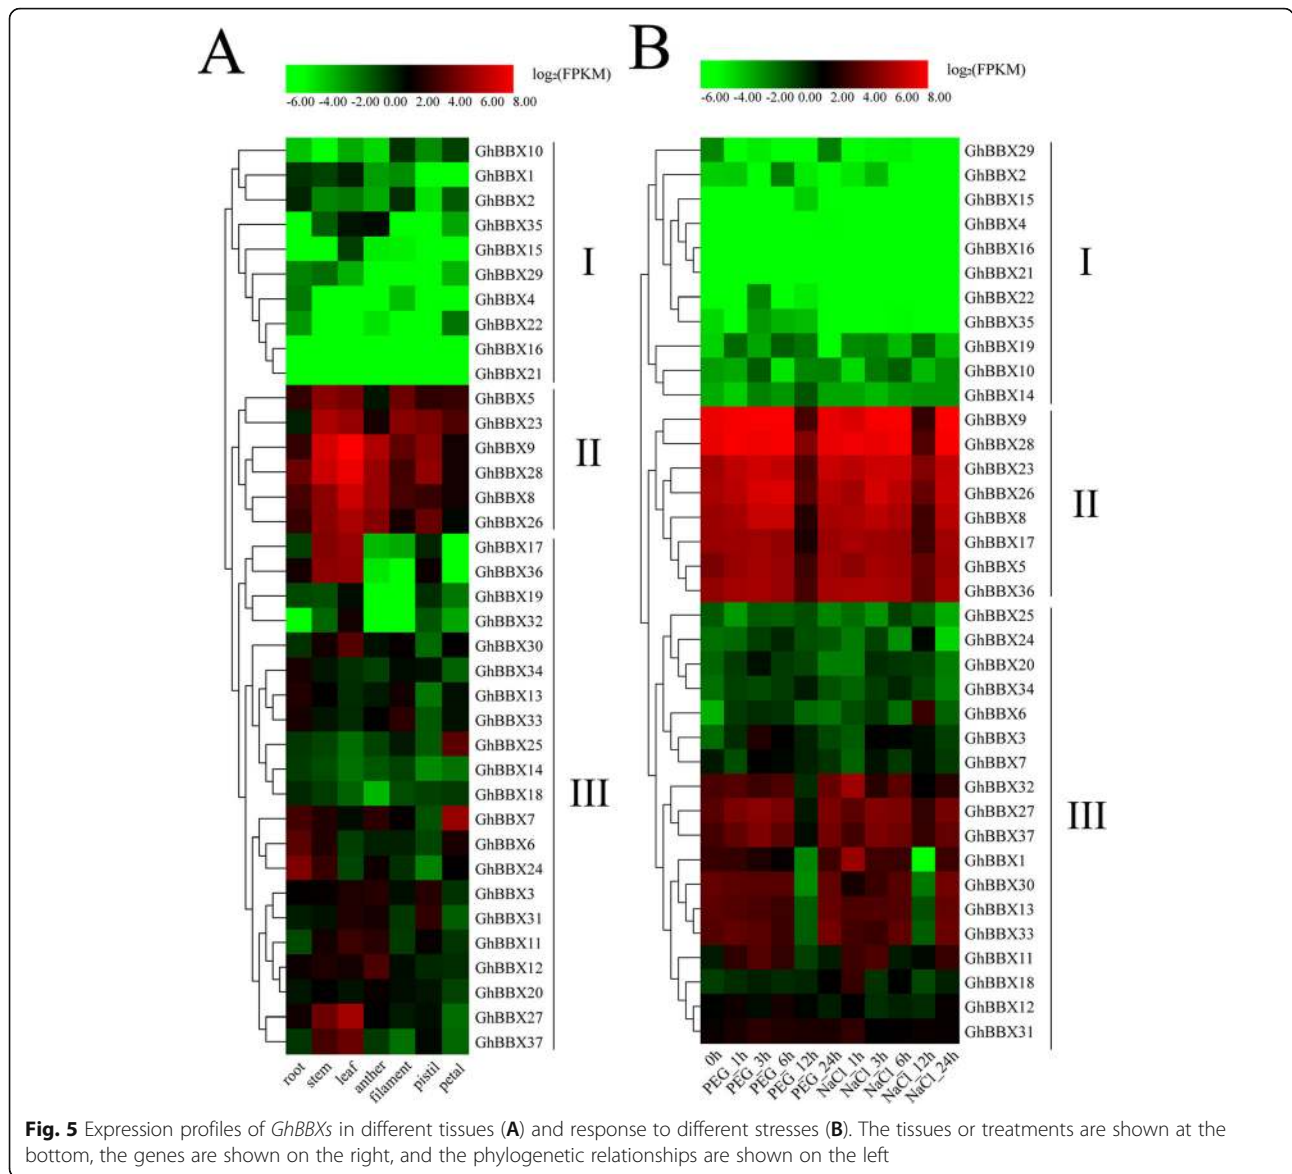 A
log₂(FPKM)
-6.00 -4.00 -2.00 0.00 2.00 4.00 6.00 8.00
GhBBX10
GhBBX1
GhBBX2
GhBBX35
GhBBX15
GhBBX29
GhBBX4
GhBBX22
GhBBX16
GhBBX21
GhBBX5
GhBBX23
GhBBX9
GhBBX28
GhBBX8
GhBBX26
GhBBX17
GhBBX36
GhBBX19
GhBBX32
GhBBX30
GhBBX34
GhBBX13
GhBBX33
GhBBX25
GhBBX14
GhBBX18
GhBBX7
GhBBX6
GhBBX24
GhBBX3
GhBBX31
GhBBX11
GhBBX12
GhBBX20
GhBBX27
GhBBX37
I
II
III
root stem leaf anther filament pistil petal
B
log₂(FPKM)
-6.00 -4.00 -2.00 0.00 2.00 4.00 6.00 8.00
GhBBX29
GhBBX2
GhBBX15
GhBBX4
GhBBX16
GhBBX21
GhBBX22
GhBBX35
GhBBX19
GhBBX10
GhBBX14
GhBBX9
GhBBX28
GhBBX23
GhBBX26
GhBBX8
GhBBX17
GhBBX5
GhBBX36
GhBBX25
GhBBX24
GhBBX20
GhBBX34
GhBBX6
GhBBX3
GhBBX7
GhBBX32
GhBBX27
GhBBX37
GhBBX1
GhBBX30
GhBBX13
GhBBX33
GhBBX11
GhBBX18
GhBBX12
GhBBX31
I
II
III
0h PEG_1h PEG_3h PEG_6h PEG_12h PEG_24h NaCl_1h NaCl_3h NaCl_6h NaCl_12h NaCl_24h
Fig. 5 Expression profiles of GhBBXs in different tissues (A) and response to different stresses (B). The tissues or treatments are shown at the
bottom, the genes are shown on the right, and the phylogenetic relationships are shown on the left